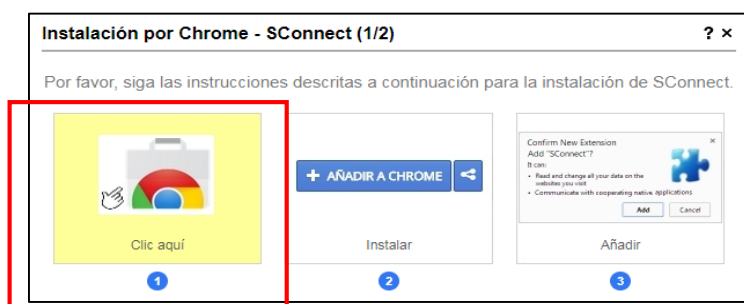 Instalación por Chrome - SConnect (1/2) ? ×
Por favor, siga las instrucciones descritas a continuación para la instalación de SConnect.
Clic aquí
1
+ AÑADIR A CHROME
Instalar
2
Confirm New Extension ×
Add "SConnect"?
It can:
• Read and change all your data on the
websites you visit
• Communicate with cooperating native applications
Add Cancel
Añadir
3